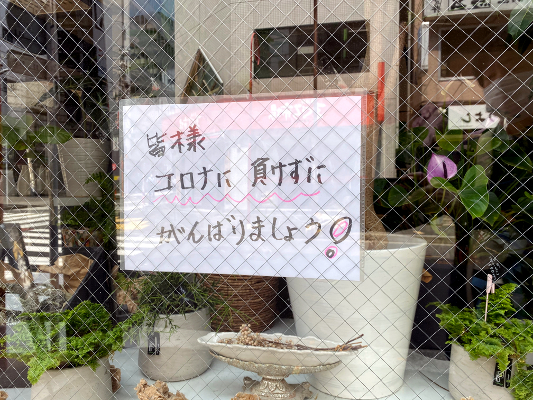 皆様
コロナに 負けずに
がんばりましょう!